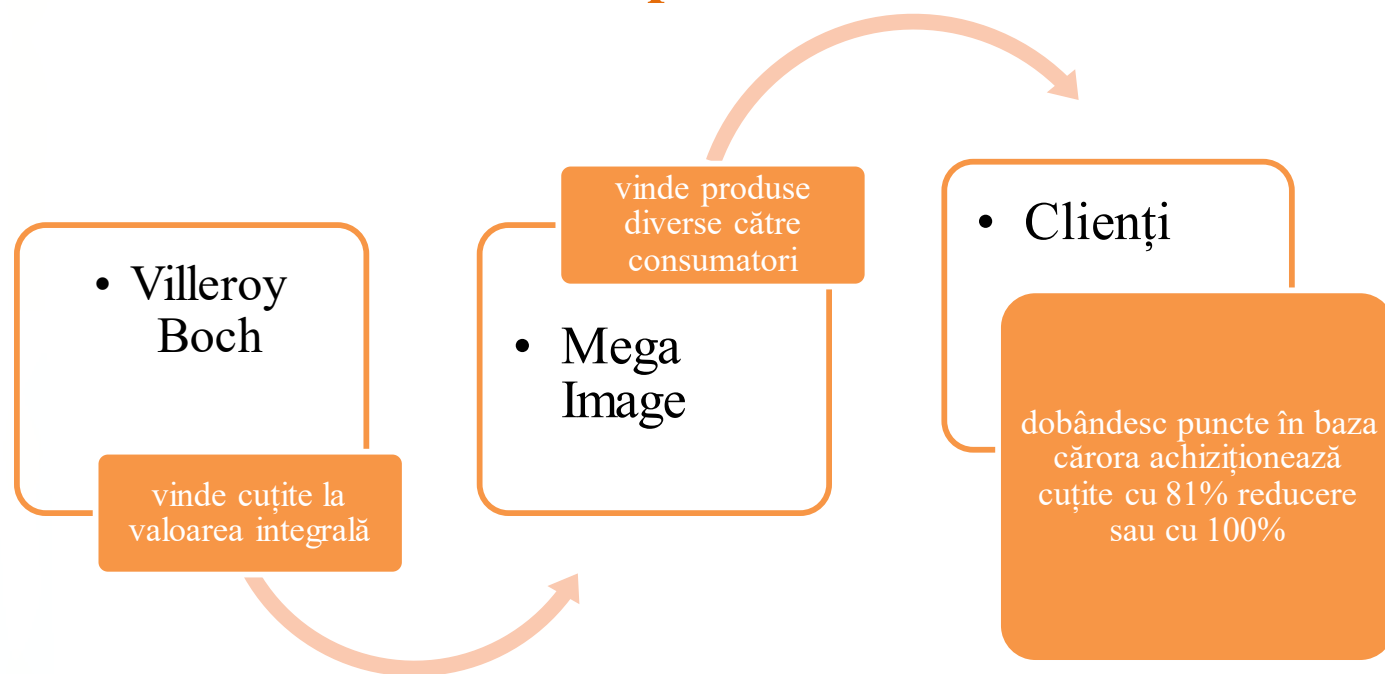 • Villeroy
Boch
vinde cuțite la
valoarea integrală
vinde produse
diverse către
consumatori
• Mega
Image
• Clienți
dobândesc puncte în baza
cărora achiziționează
cuțite cu 81% reducere
sau cu 100%